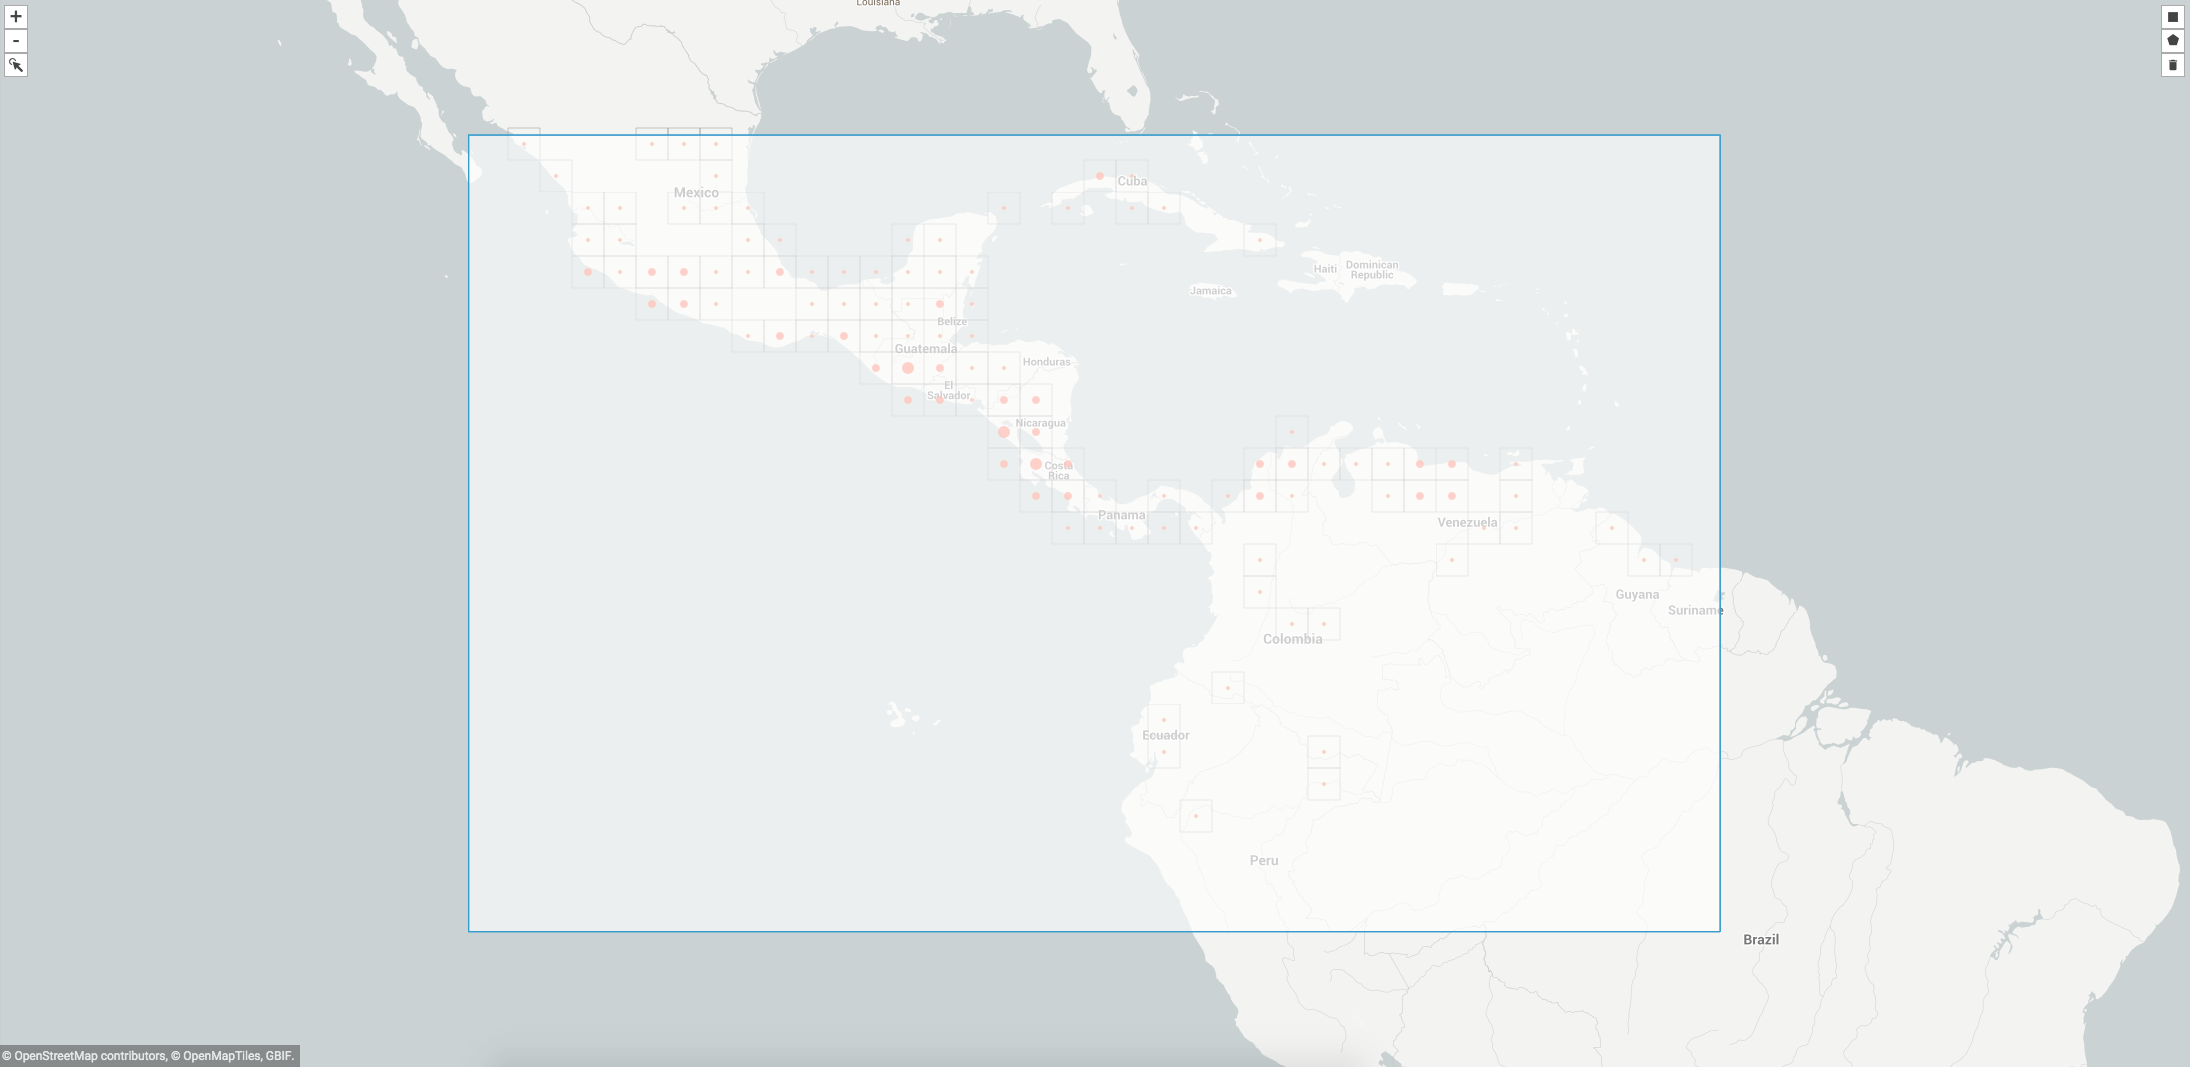 Louisiana
+
-
Mexico
Cuba
Haiti
Dominican
Republic
Jamaica
Belize
Guatemala
Honduras
El
Salvador
Nicaragua
Costa
Rica
Panama
Venezuela
Guyana
Suriname
Colombia
Ecuador
Peru
Brazil
© OpenStreetMap contributors, © OpenMapTiles, GBIF.